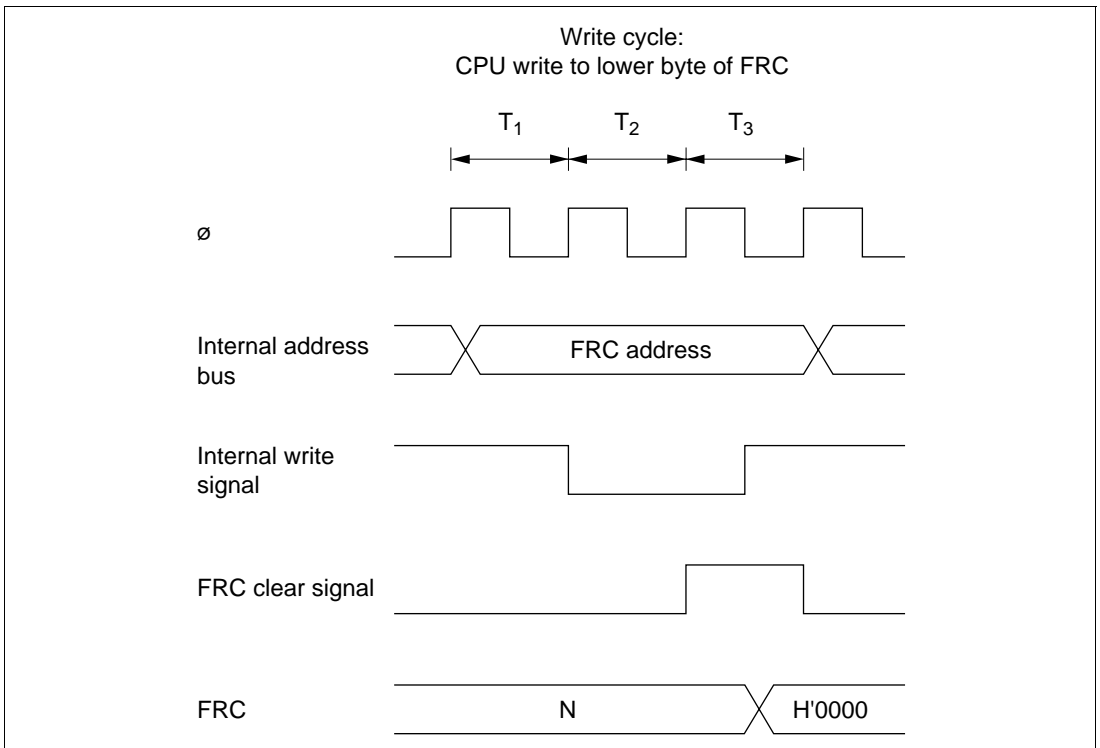 Write cycle:
CPU write to lower byte of FRC
T1 T2 T3
ø
Internal address
bus
FRC address
Internal write
signal
FRC clear signal
FRC
N
H'0000